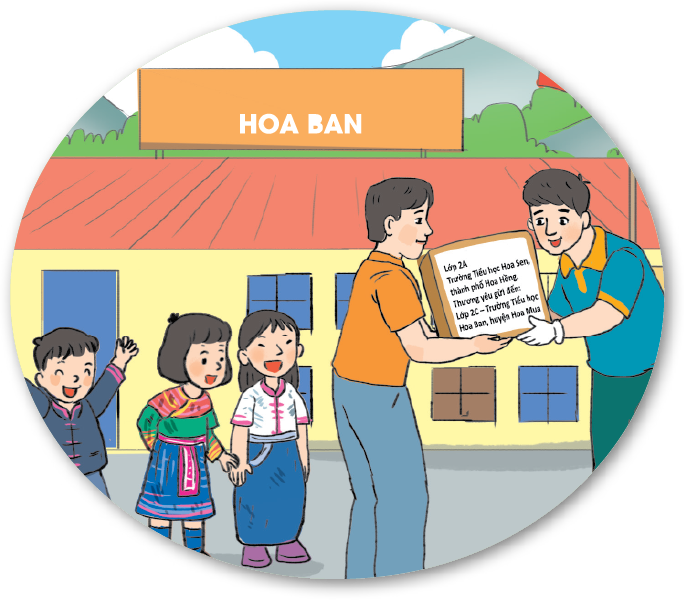 HOA BAN
Lớp 2A
Trường Tiểu học Hoa Sen,
thành phố Hoa Hồng
Thương yêu gửi đến:
Lớp 2C – Trường Tiểu học
Hoa Ban, huyện Hoa Mua